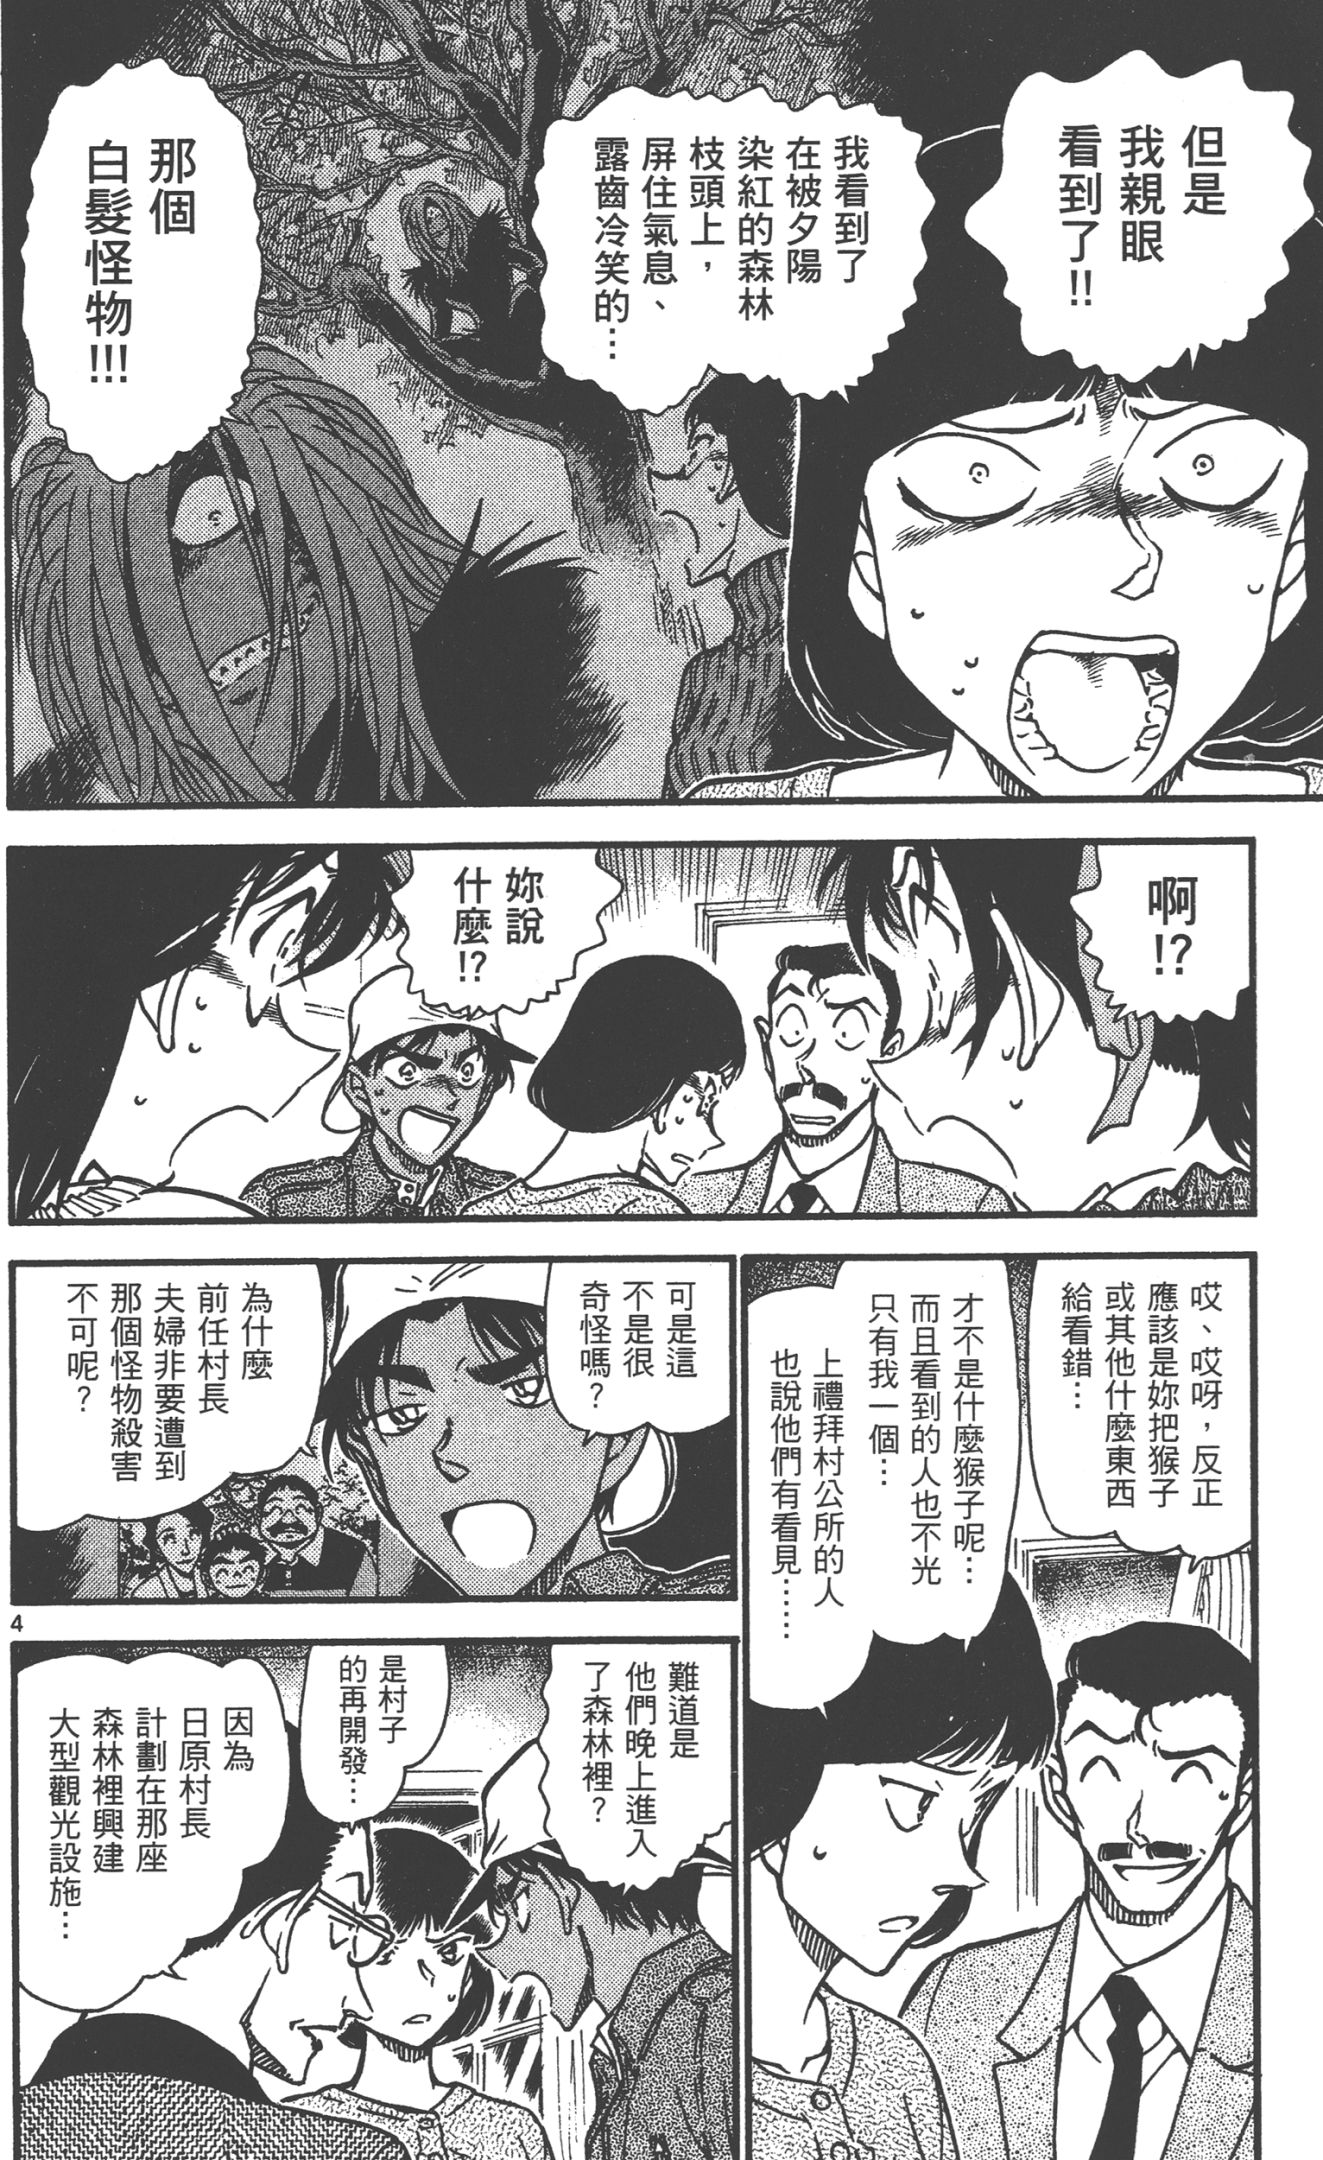 但是
我親眼
看到了!!
我看到了
在被夕陽
染紅的森林
枝頭上，
屏住氣息、
露齒冷笑的…
那個
白髮怪物!!!
啊!?
妳說
什麼!?
哎、哎呀，反正
應該是妳把猴子
或其他什麼東西
給看錯…
才不是什麼猴子呢…
而且看到的人也不光
只有我一個…
上禮拜村公所的人
也說他們有看見……
可是這
不是很
奇怪嗎？
為什麼
前任村長
夫婦非要遭到
那個怪物殺害
不可呢？
難道是
他們晚上進入
了森林裡？
是村子
的再開發…
因為
日原村長
計劃在那座
森林裡興建
大型觀光設施…
4